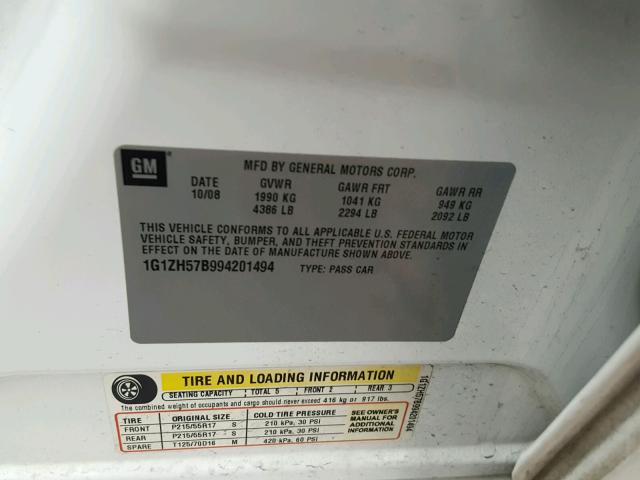 GM
MFD BY GENERAL MOTORS CORP.
DATE GVWR GAWR FRT GAWR RR
10/08 1990 KG 1041 KG 949 KG
4386 LB 2294 LB 2092 LB
THIS VEHICLE CONFORMS TO ALL APPLICABLE U.S. FEDERAL MOTOR
VEHICLE SAFETY, BUMPER, AND THEFT PREVENTION STANDARDS IN
EFFECT ON THE DATE OF MANUFACTURE SHOWN ABOVE.
1G1ZH57B994201494 TYPE: PASS CAR
TIRE AND LOADING INFORMATION
SEATING CAPACITY TOTAL 5 FRONT 2 REAR 3
The combined weight of occupants and cargo should never exceed 416 kg or 917 lbs.
TIRE ORIGINAL SIZE COLD TIRE PRESSURE
FRONT P215/55R17 S 210 kPa, 30 PSI
REAR P215/55R17 S 210 kPa, 30 PSI
SPARE T125/70D16 M 420 kPa, 60 PSI
SEE OWNER'S
MANUAL FOR
ADDITIONAL
INFORMATION
1G1ZH57B994201494